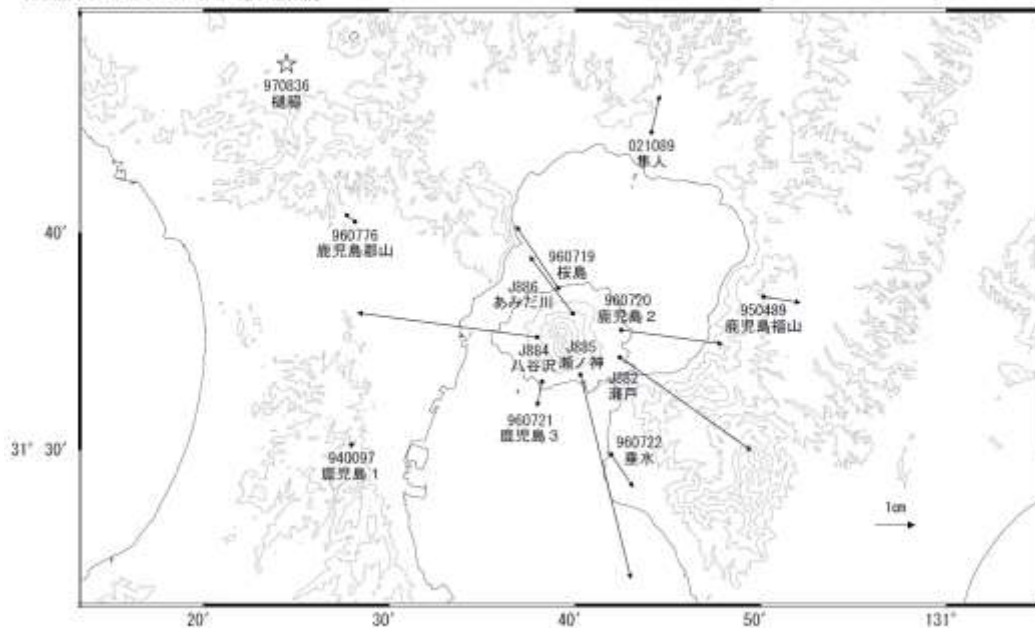 970836
樋脇
021089
隼人
40'
960776
鹿児島郡山
960719
桜島
J886
あみだ川
960720
鹿児島2
950489
鹿児島福山
J884
八谷沢
J885
瀬ノ神
J882
瀬戸
960721
鹿児島3
31° 30'
940097
鹿児島1
960722
垂水
1cm
20'
30'
40'
50'
131°